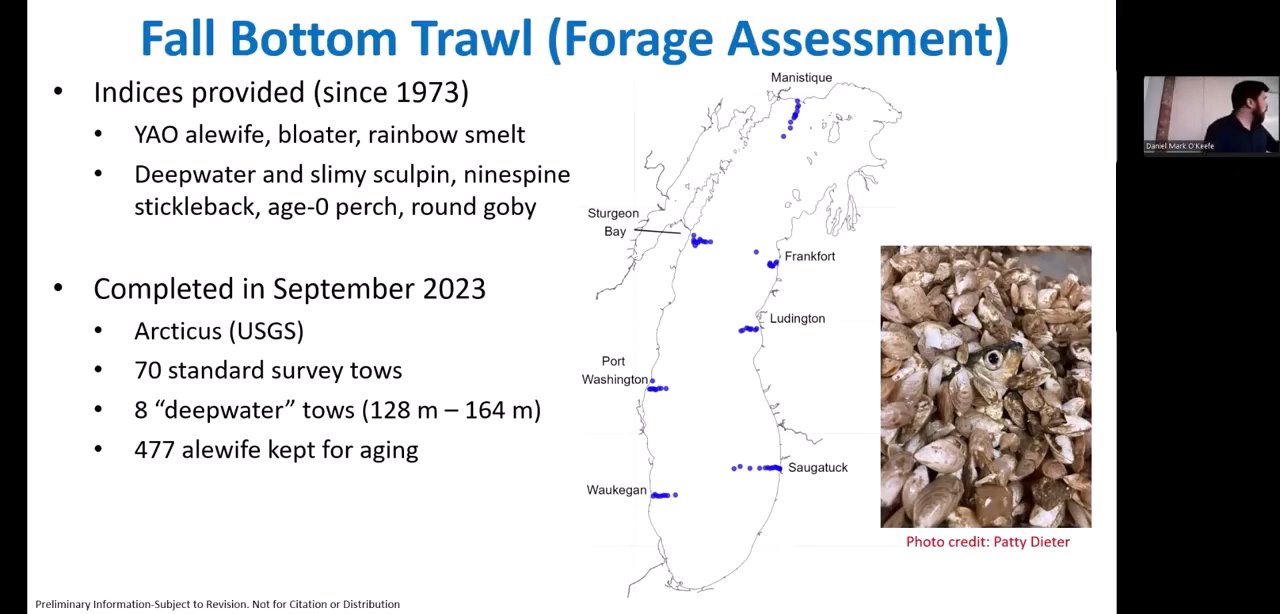 Fall Bottom Trawl (Forage Assessment)
• Indices provided (since 1973)
• YAO alewife, bloater, rainbow smelt
• Deepwater and slimy sculpin, ninespine
stickleback, age-0 perch, round goby
• Completed in September 2023
• Arcticus (USGS)
• 70 standard survey tows
• 8 “deepwater” tows (128 m – 164 m)
• 477 alewife kept for aging
Manistique
Sturgeon
Bay
Frankfort
Ludington
Port
Washington
Saugatuck
Waukegan
Photo credit: Patty Dieter
Preliminary Information-Subject to Revision. Not for Citation or Distribution
Daniel Mark O'Keefe